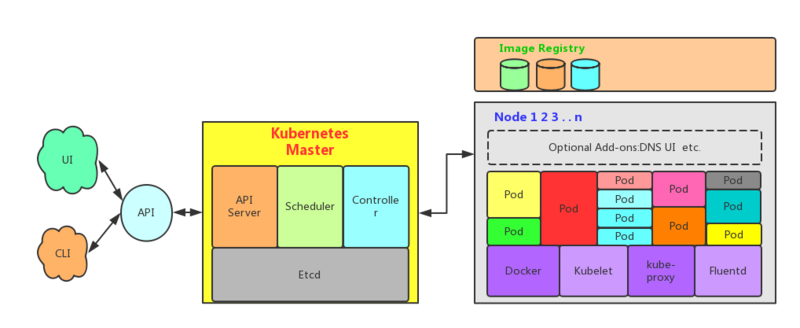 Image Registry
Node 1 2 3 . . n
Optional Add-ons:DNS UI etc.
Kubernetes
Master
UI
API
CLI
API
Server
Scheduler
Controlle
r
Etcd
Pod
Pod
Pod
Pod
Pod
Pod
Pod
Pod
Pod
Pod
Pod
Pod
Docker
Kubelet
kube-
proxy
Fluentd